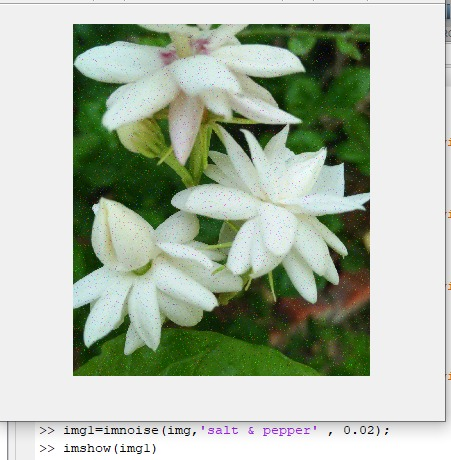 >> img1=imnoise(img,'salt & pepper' , 0.02);
>> imshow(img1)